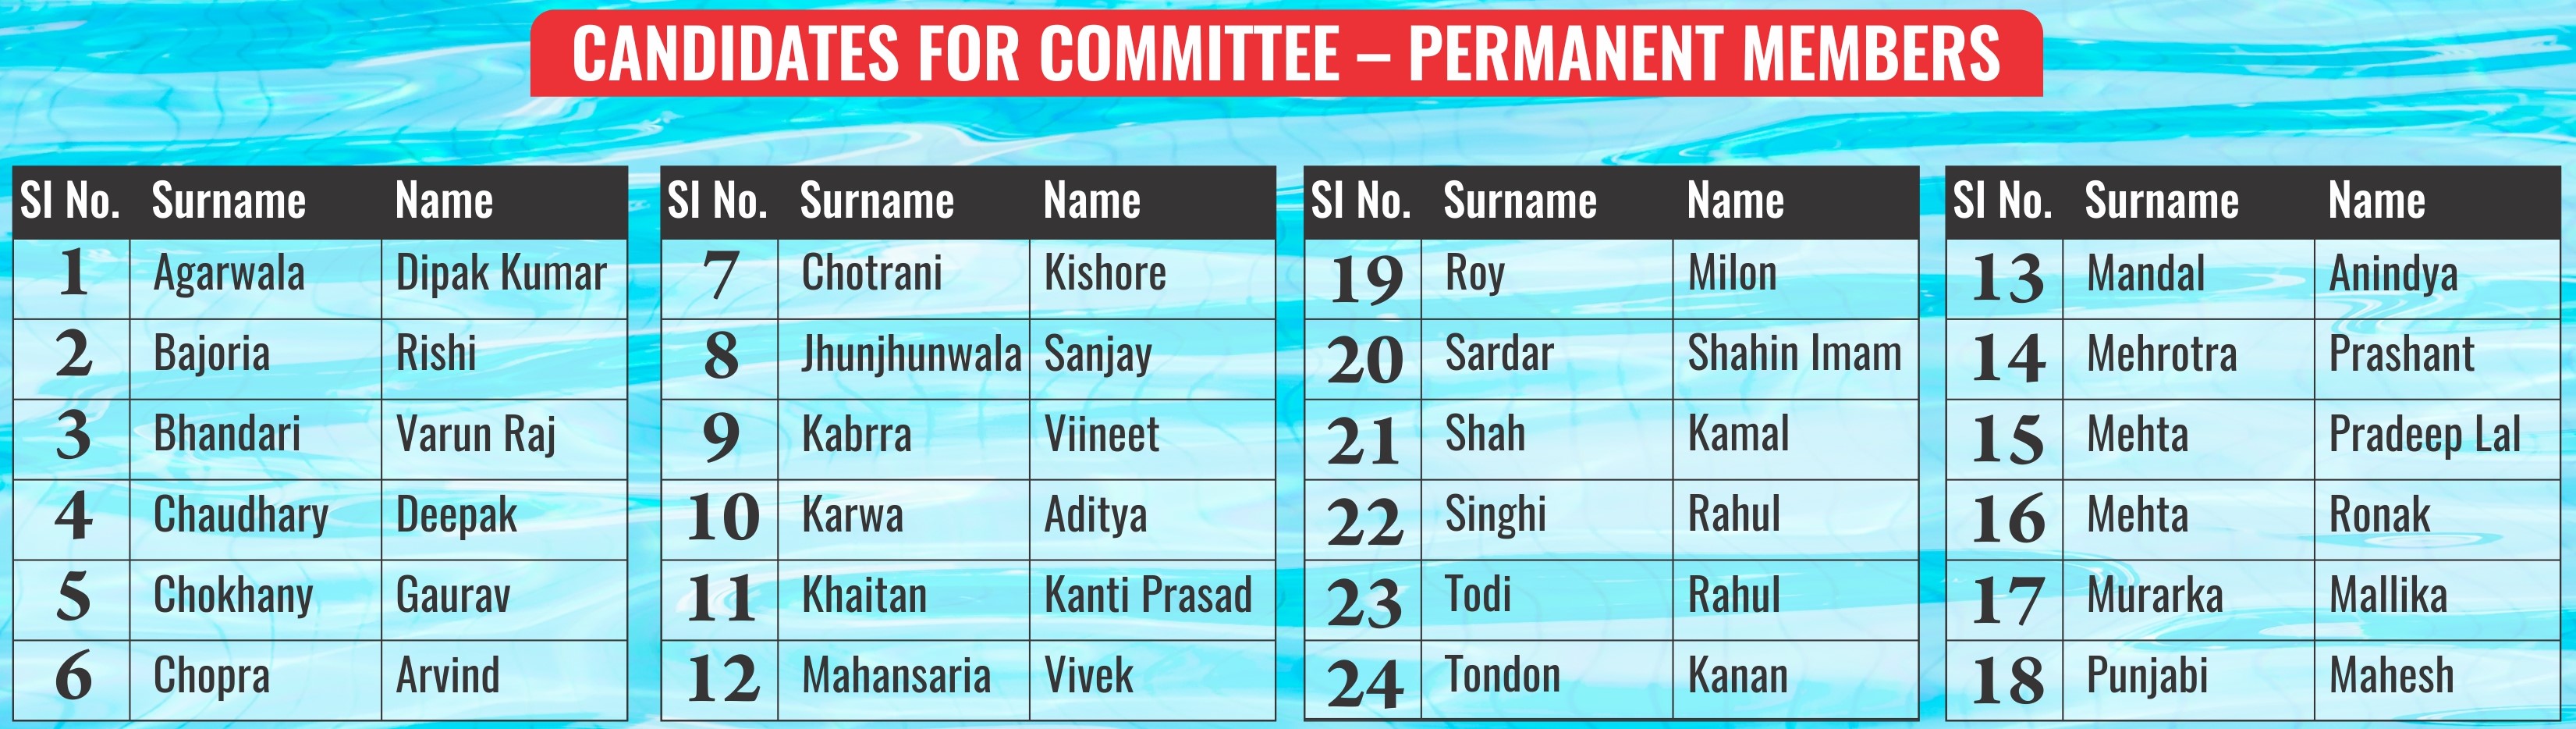 CANDIDATES FOR COMMITTEE – PERMANENT MEMBERS
Sl No. Surname Name
1 Agarwala Dipak Kumar
2 Bajoria Rishi
3 Bhandari Varun Raj
4 Chaudhary Deepak
5 Chokhany Gaurav
6 Chopra Arvind
Sl No. Surname Name
7 Chotrani Kishore
8 Jhunjhunwala Sanjay
9 Kabrra Viineet
10 Karwa Aditya
11 Khaitan Kanti Prasad
12 Mahansaria Vivek
Sl No. Surname Name
19 Roy Milon
20 Sardar Shahin Imam
21 Shah Kamal
22 Singhi Rahul
23 Todi Rahul
24 Tondon Kanan
Sl No. Surname Name
13 Mandal Anindya
14 Mehrotra Prashant
15 Mehta Pradeep Lal
16 Mehta Ronak
17 Murarka Mallika
18 Punjabi Mahesh